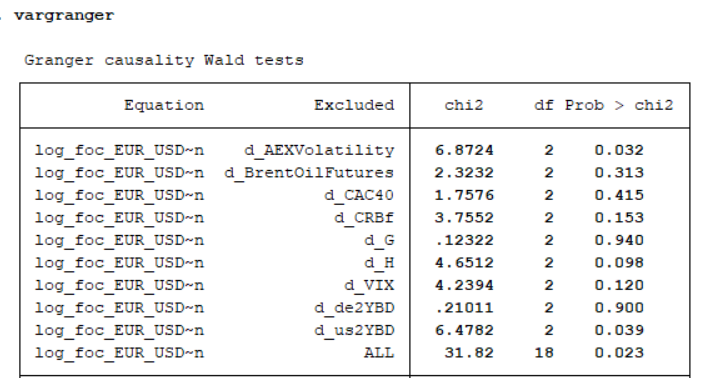 . vargranger
Granger causality Wald tests
Equation Excluded chi2 df Prob > chi2
log_foc_EUR_USD~n d_AEXVolatility 6.8724 2 0.032
log_foc_EUR_USD~n d_BrentOilFutures 2.3232 2 0.313
log_foc_EUR_USD~n d_CAC40 1.7576 2 0.415
log_foc_EUR_USD~n d_CRBf 3.7552 2 0.153
log_foc_EUR_USD~n d_G .12322 2 0.940
log_foc_EUR_USD~n d_H 4.6512 2 0.098
log_foc_EUR_USD~n d_VIX 4.2394 2 0.120
log_foc_EUR_USD~n d_de2YBD .21011 2 0.900
log_foc_EUR_USD~n d_us2YBD 6.4782 2 0.039
log_foc_EUR_USD~n ALL 31.82 18 0.023